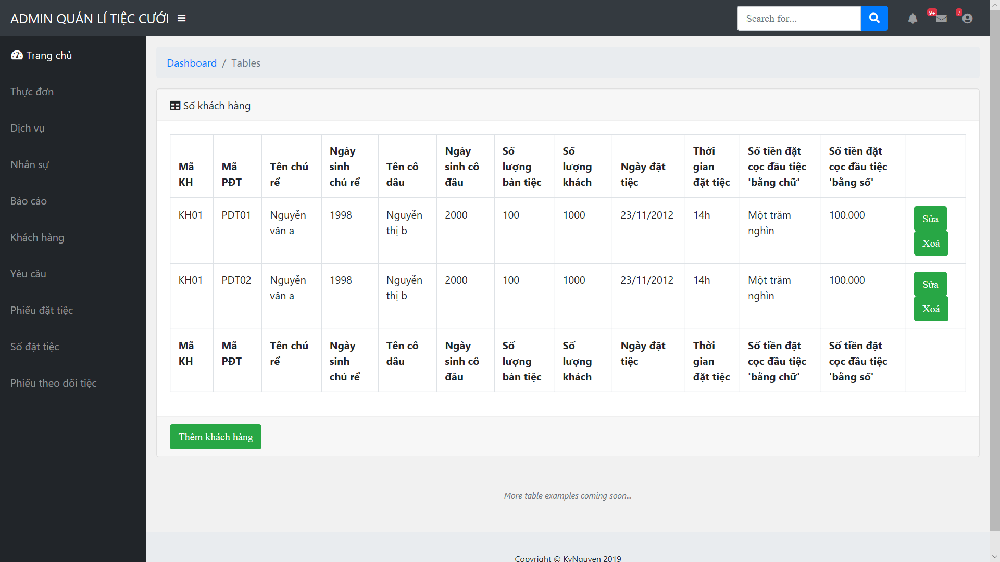 ADMIN QUẢN LÍ TIỆC CƯỚI
Search for...
9+
7
Trang chủ
Thực đơn
Dịch vụ
Nhân sự
Báo cáo
Khách hàng
Yêu cầu
Phiếu đặt tiệc
Sổ đặt tiệc
Phiếu theo dõi tiệc
Dashboard / Tables
Sổ khách hàng
Mã KH | Mã PĐT | Tên chú rể | Ngày sinh chú rể | Tên cô dâu | Ngày sinh cô đâu | Số lượng bàn tiệc | Số lượng khách | Ngày đặt tiệc | Thời gian đặt tiệc | Số tiền đặt cọc đầu tiệc 'bằng chữ' | Số tiền đặt cọc đầu tiệc 'bằng số'
KH01 | PDT01 | Nguyễn văn a | 1998 | Nguyễn thị b | 2000 | 100 | 1000 | 23/11/2012 | 14h | Một trăm nghìn | 100.000 | Sửa Xoá
KH01 | PDT02 | Nguyễn văn a | 1998 | Nguyễn thị b | 2000 | 100 | 1000 | 23/11/2012 | 14h | Một trăm nghìn | 100.000 | Sửa Xoá
Mã KH | Mã PĐT | Tên chú rể | Ngày sinh chú rể | Tên cô dâu | Ngày sinh cô đâu | Số lượng bàn tiệc | Số lượng khách | Ngày đặt tiệc | Thời gian đặt tiệc | Số tiền đặt cọc đầu tiệc 'bằng chữ' | Số tiền đặt cọc đầu tiệc 'bằng số'
Thêm khách hàng
More table examples coming soon...
Copyright © KyNguyen 2019